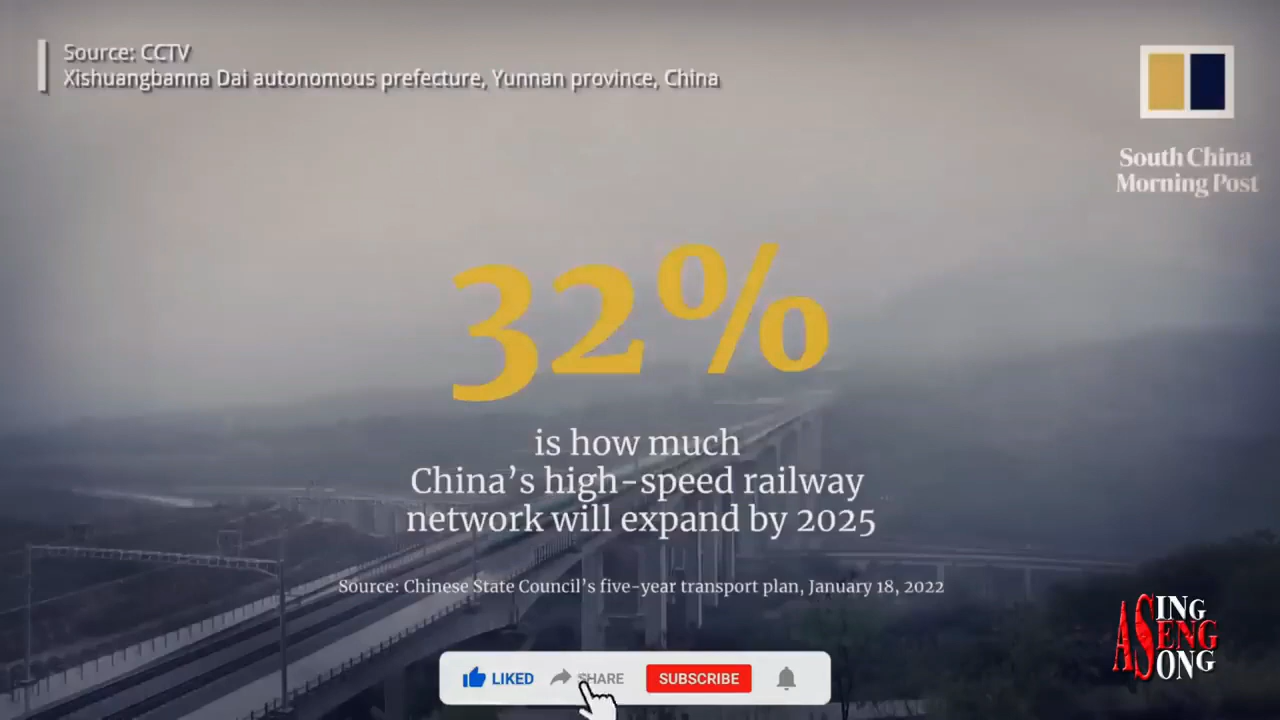 Source: CCTV
Xishuangbanna Dai autonomous prefecture, Yunnan province, China
South China
Morning Post
32%
is how much
China's high-speed railway
network will expand by 2025
Source: Chinese State Council's five-year transport plan, January 18, 2022
ASING
ASENG
ASONG
LIKED
SHARE
SUBSCRIBE